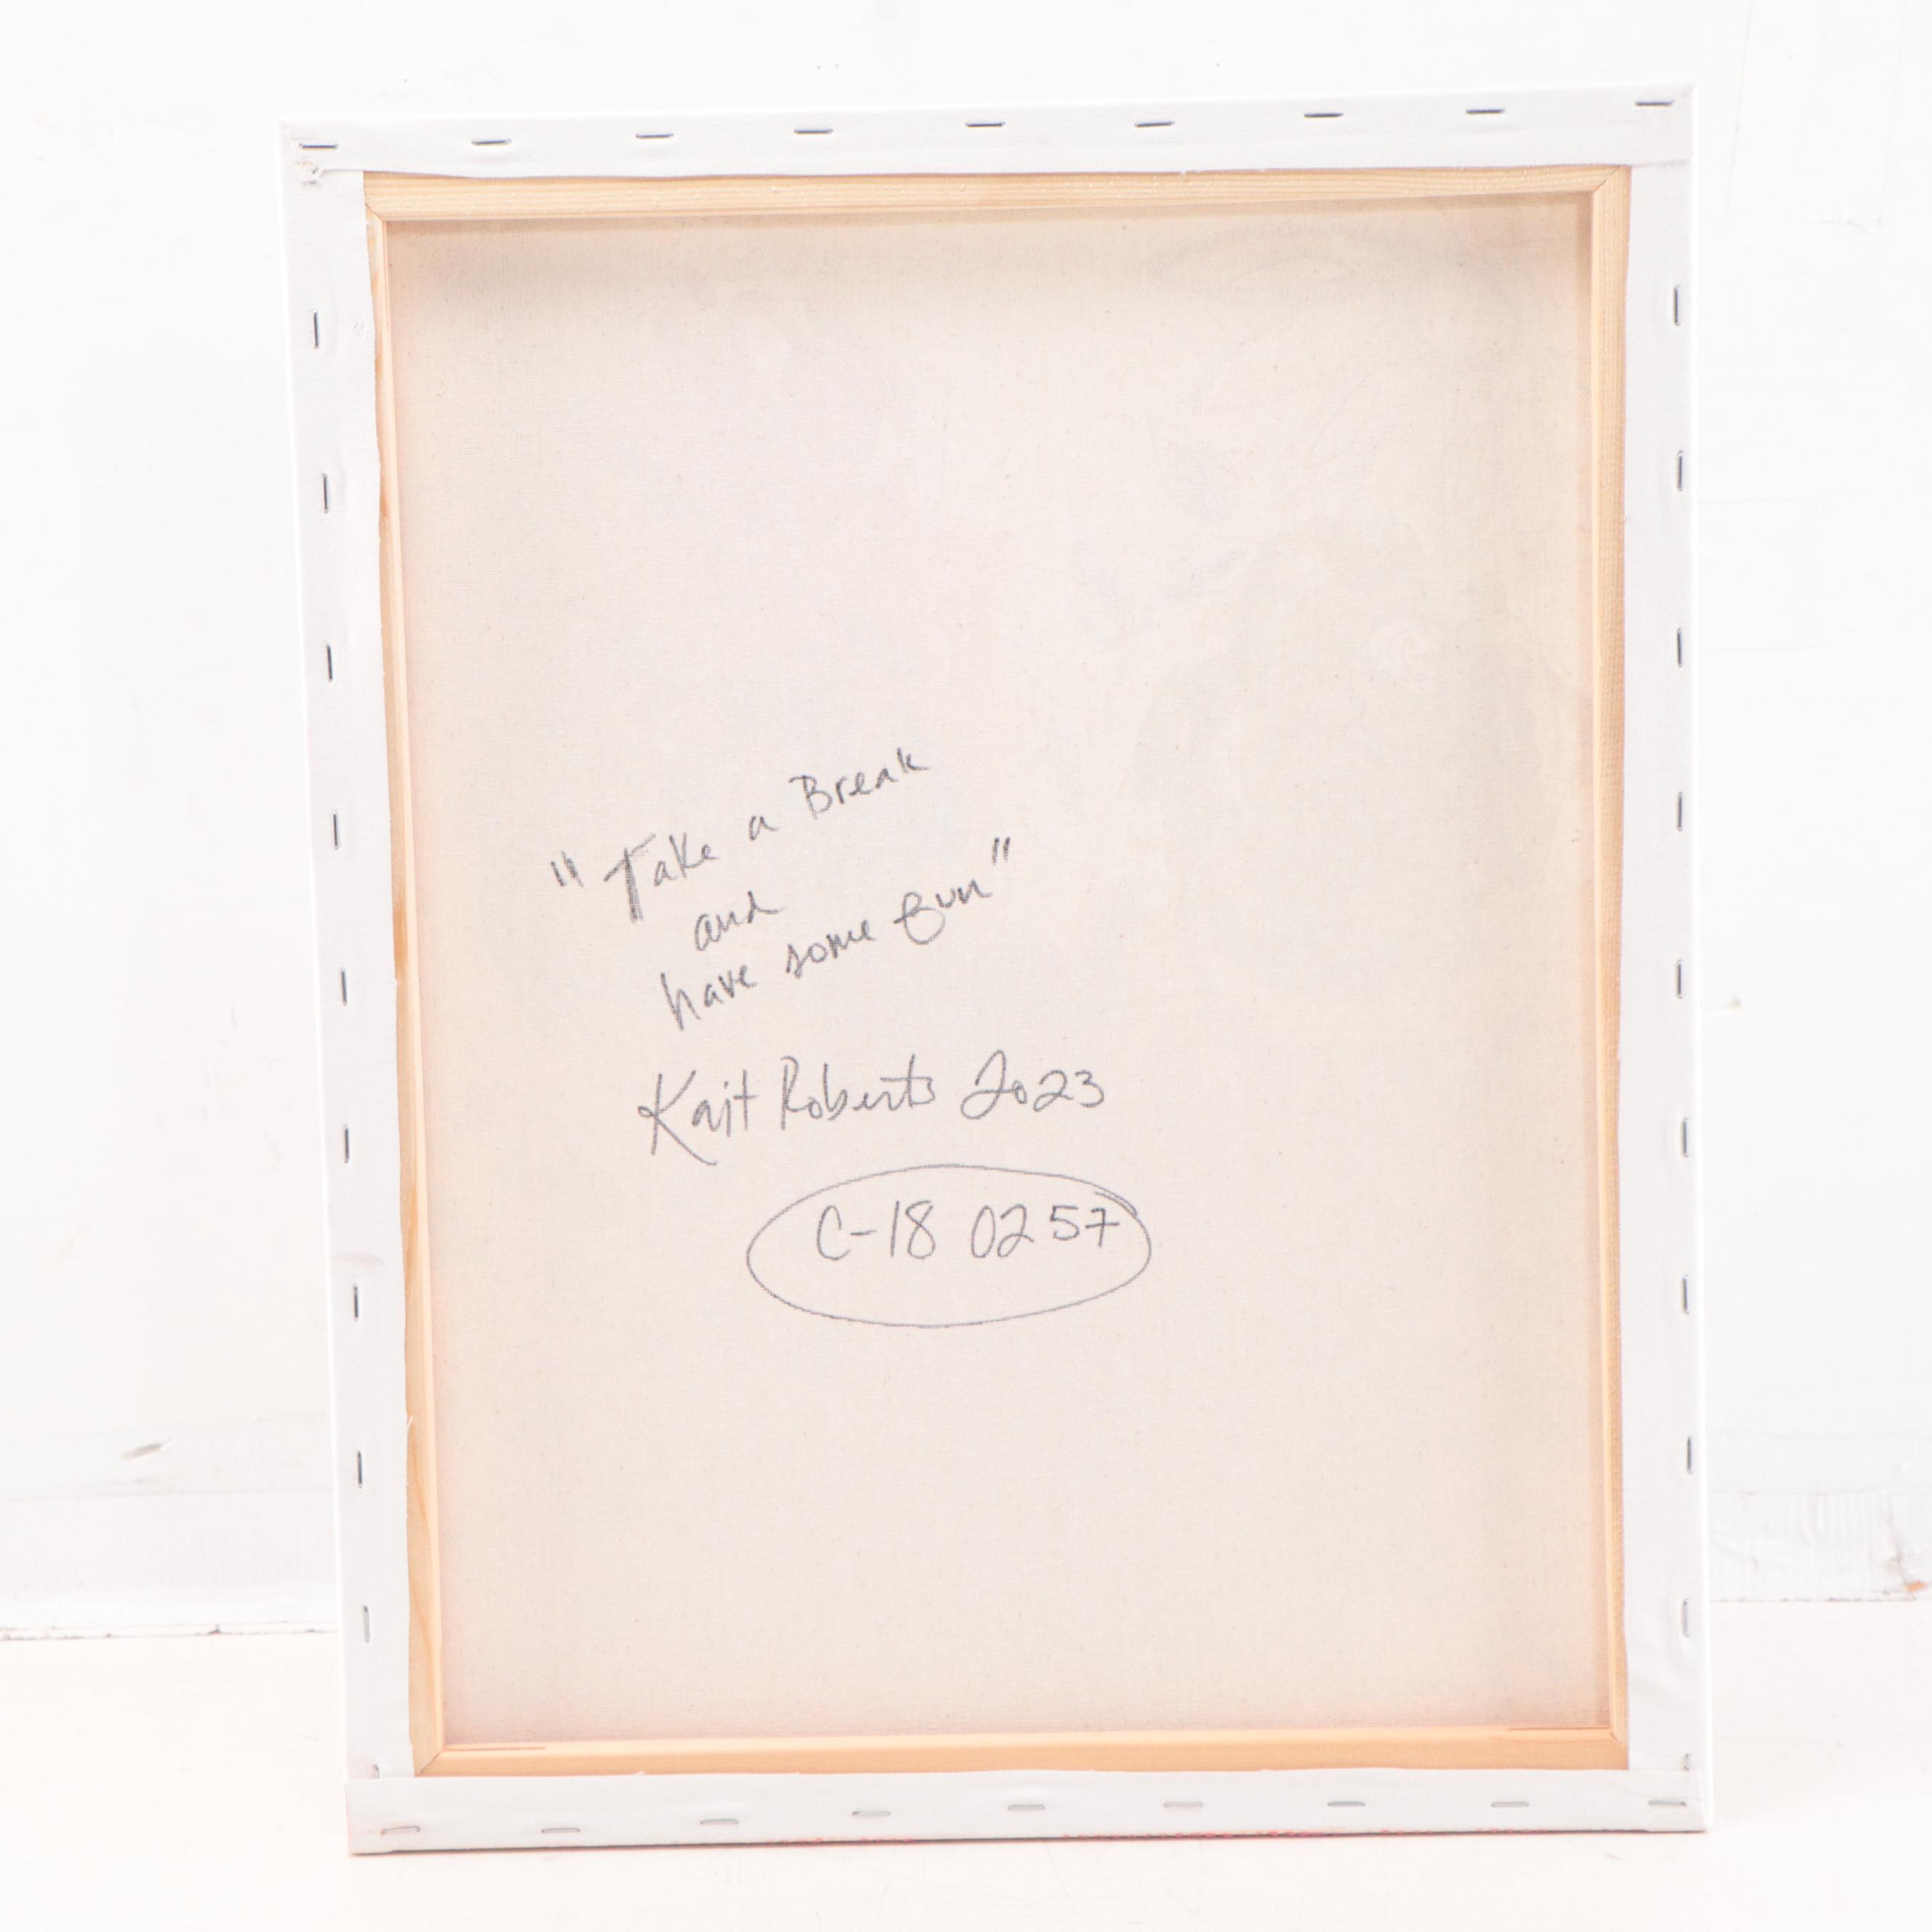 "Take a Break
and
have some fun"
Kait Roberts 2023
C-18 0257